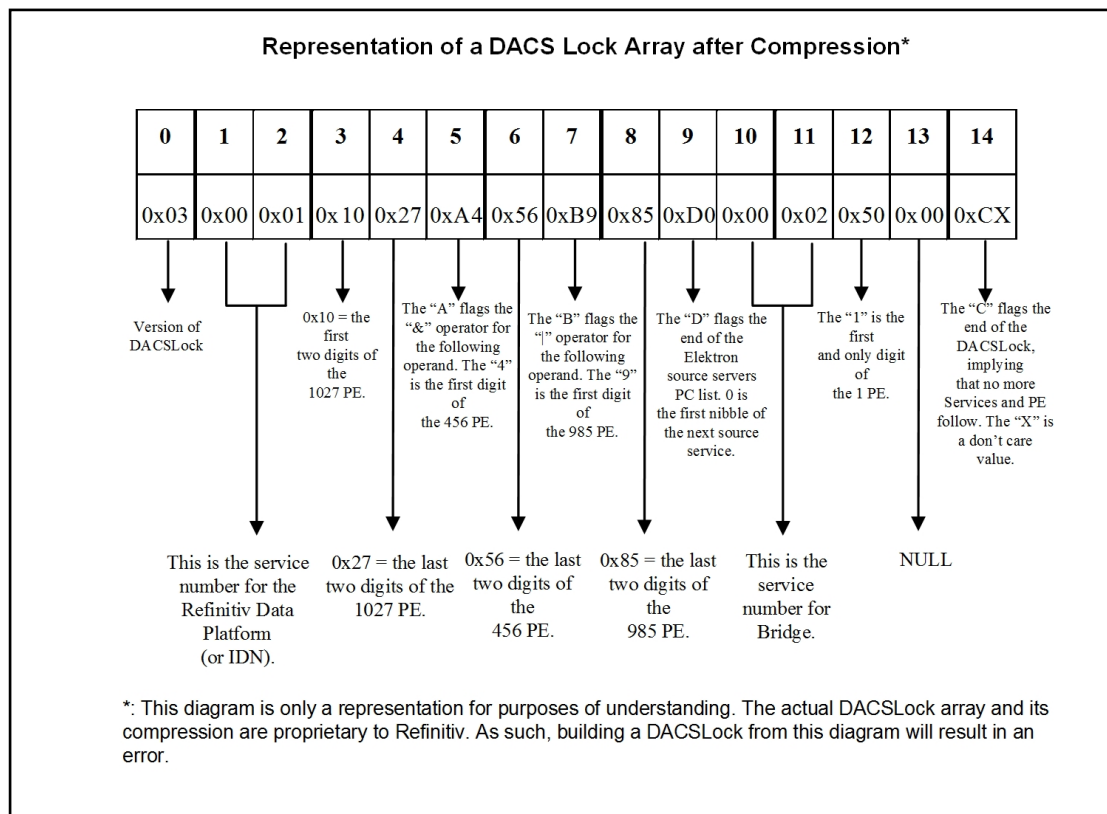 Representation of a DACS Lock Array after Compression*
0 1 2 3 4 5 6 7 8 9 10 11 12 13 14
0x03 0x00 0x01 0x10 0x27 0xA4 0x56 0xB9 0x85 0xD0 0x00 0x02 0x50 0x00 0xCX
Version of
DACSLock
0x10 = the
first
two digits of
the
1027 PE.
The “A” flags the
“&” operator for
the following
operand. The “4”
is the first digit
of
the 456 PE.
The “B” flags the
“|” operator for
the following
operand. The “9”
is the first digit
of
the 985 PE.
The “D” flags the
end of the
Elektron
source servers
PC list. 0 is
the first nibble of
the next source
service.
The “1” is the
first
and only digit
of
the 1 PE.
The “C” flags the
end of the
DACSLock,
implying
that no more
Services and PE
follow. The “X” is
a don’t care
value.
This is the service
number for the
Refinitiv Data
Platform
(or IDN).
0x27 = the last
two digits of the
1027 PE.
0x56 = the last
two digits of
the
456 PE.
0x85 = the last
two digits of
the
985 PE.
This is the
service
number for
Bridge.
NULL
*: This diagram is only a representation for purposes of understanding. The actual DACSLock array and its
compression are proprietary to Refinitiv. As such, building a DACSLock from this diagram will result in an
error.